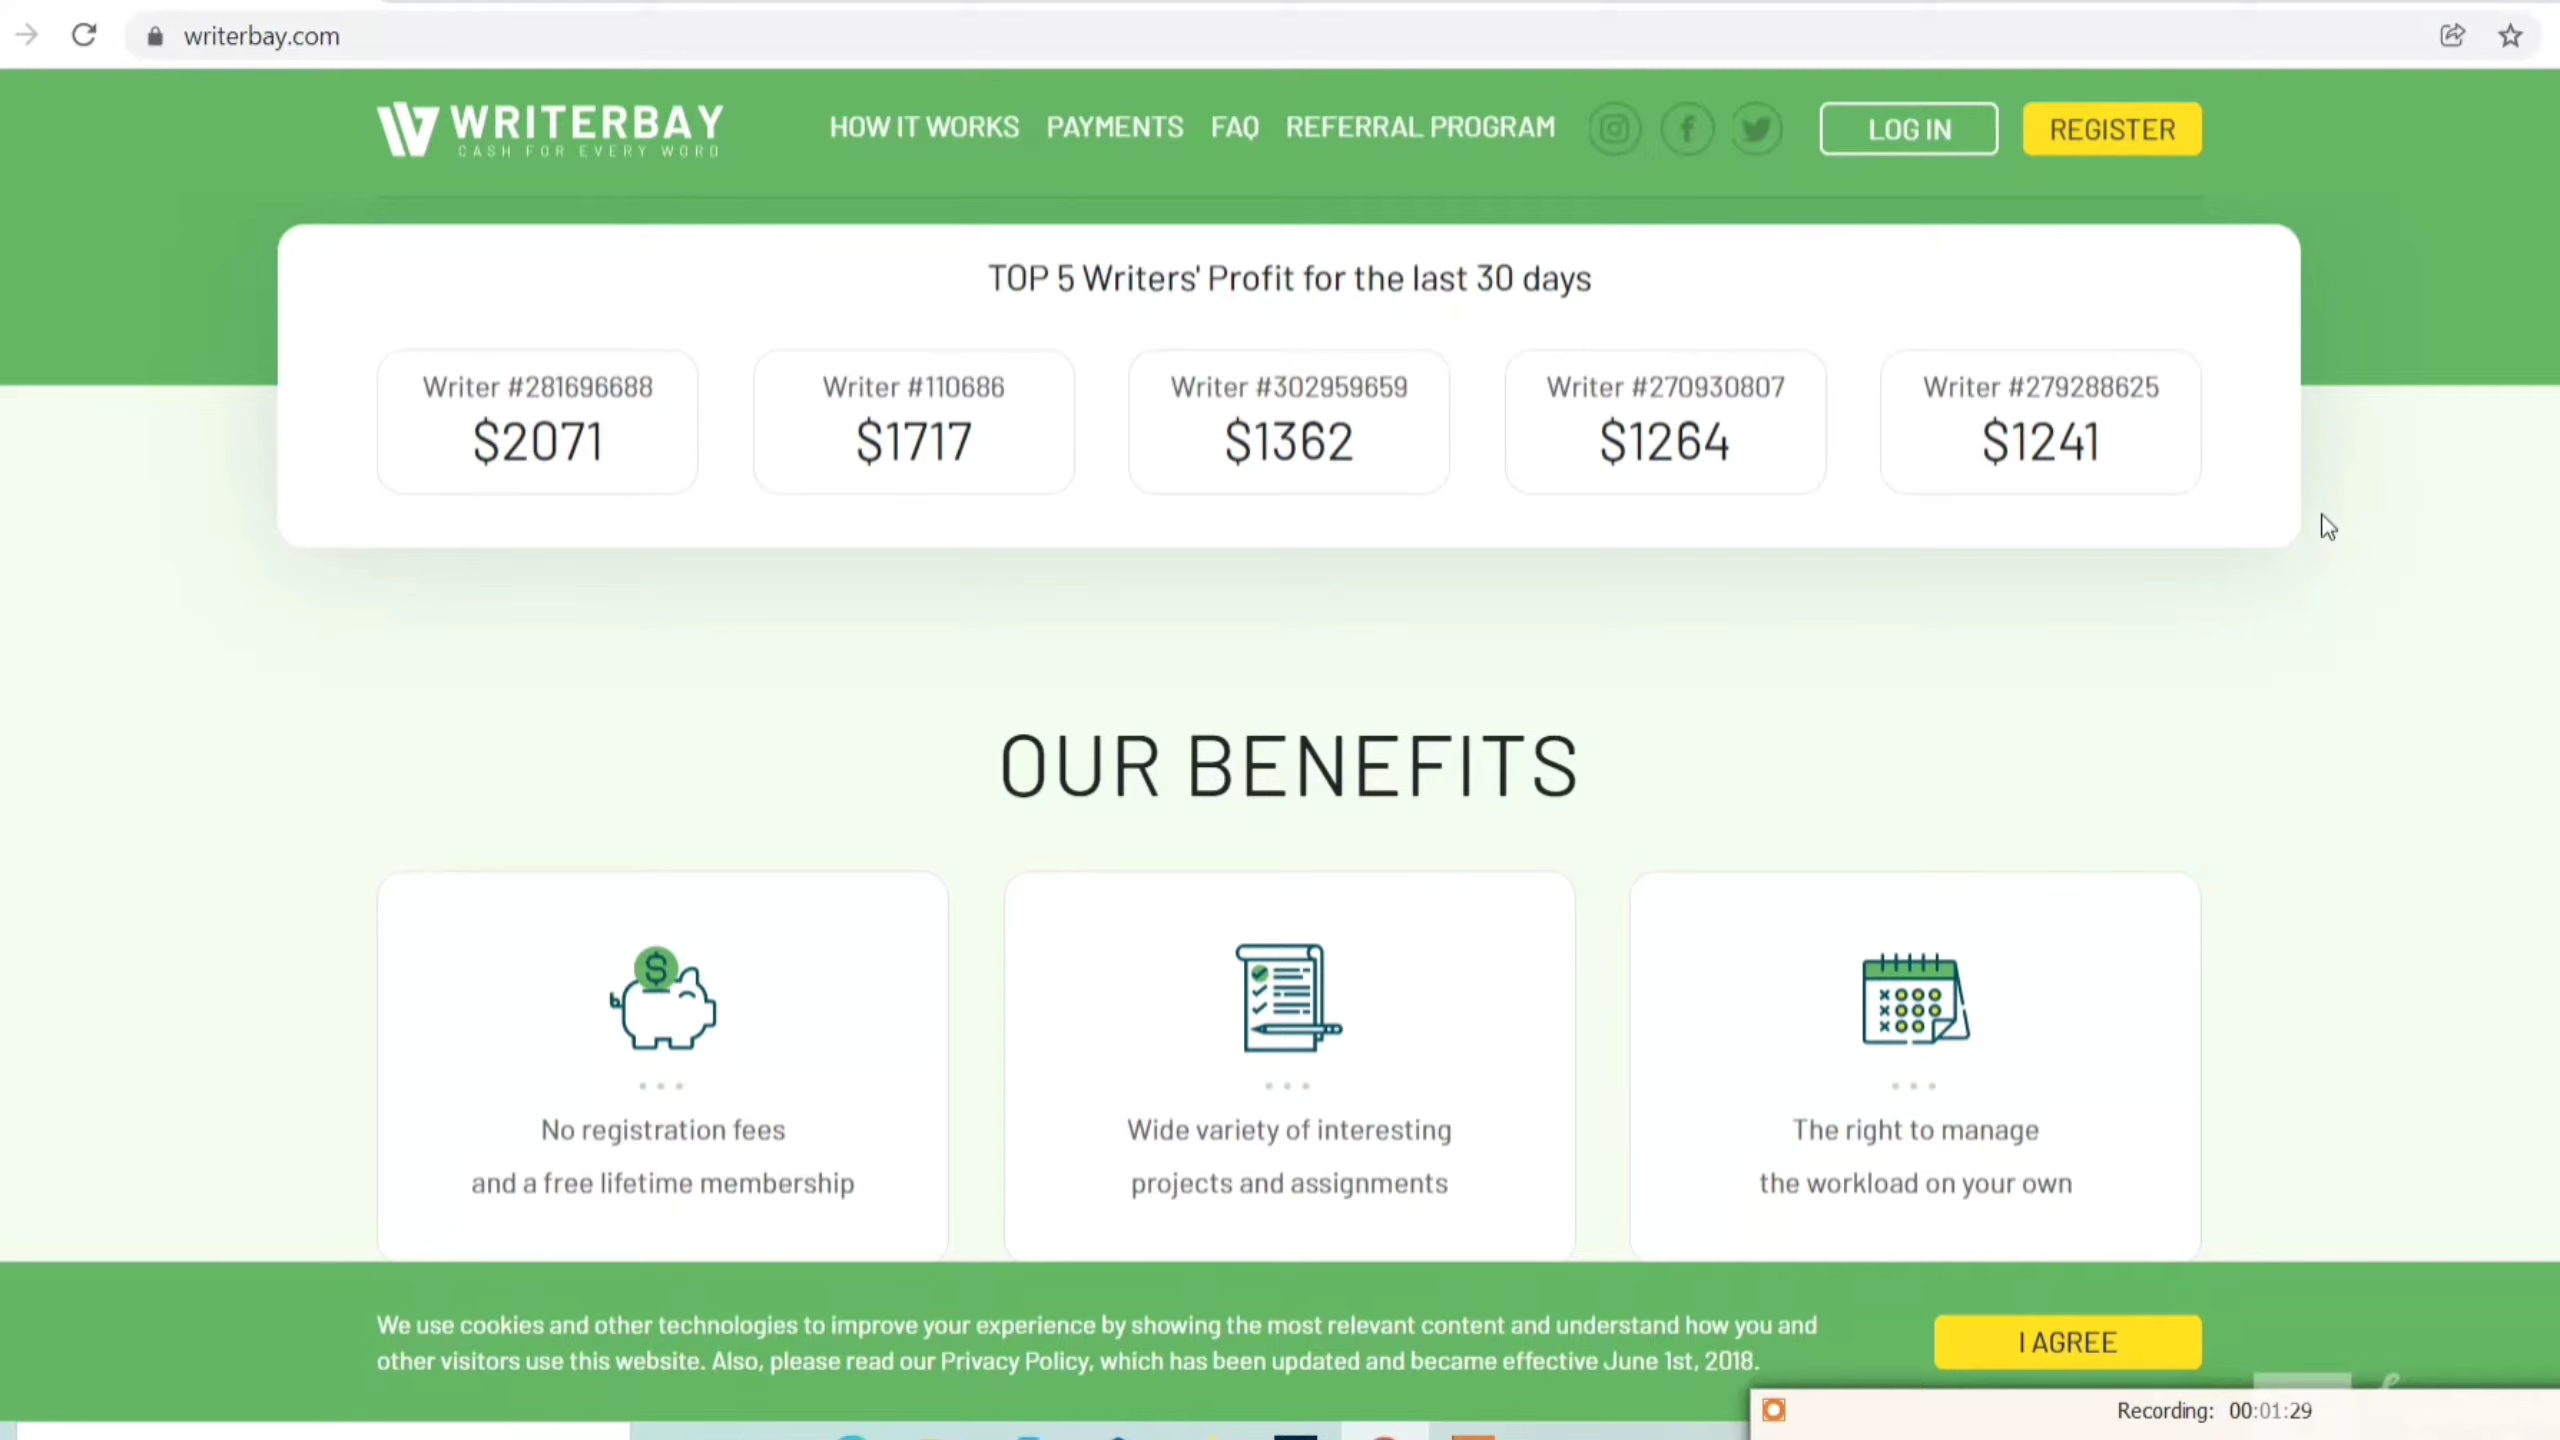 writerbay.com
WRITERBAY
CASH FOR EVERY WORD
HOW IT WORKS
PAYMENTS
FAQ
REFERRAL PROGRAM
LOG IN
REGISTER
TOP 5 Writers' Profit for the last 30 days
Writer #281696688
$2071
Writer #110686
$1717
Writer #302959659
$1362
Writer #270930807
$1264
Writer #279288625
$1241
OUR BENEFITS
No registration fees
and a free lifetime membership
Wide variety of interesting
projects and assignments
The right to manage
the workload on your own
We use cookies and other technologies to improve your experience by showing the most relevant content and understand how you and
other visitors use this website. Also, please read our Privacy Policy, which has been updated and became effective June 1st, 2018.
I AGREE
Recording: 00:01:29